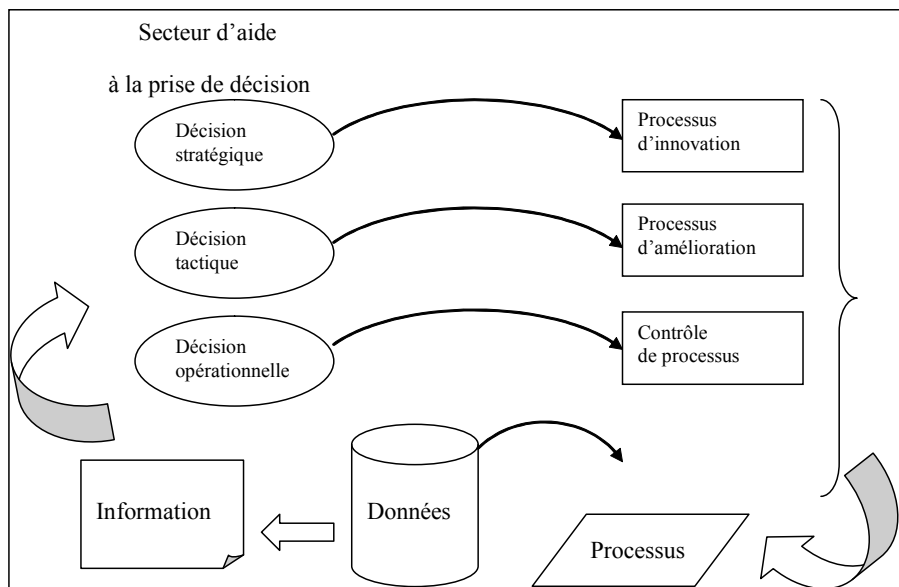 Secteur d'aide
à la prise de décision
Décision
stratégique
Processus
d'innovation
Décision
tactique
Processus
d'amélioration
Décision
opérationnelle
Contrôle
de processus
Information
Données
Processus